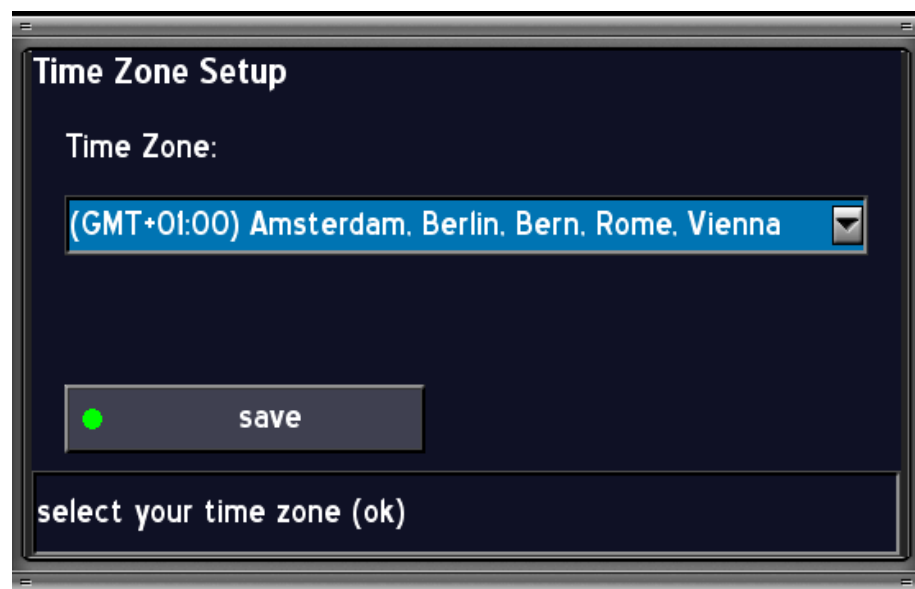 Time Zone Setup
Time Zone:
(GMT+01:00) Amsterdam, Berlin, Bern, Rome, Vienna
save
select your time zone (ok)